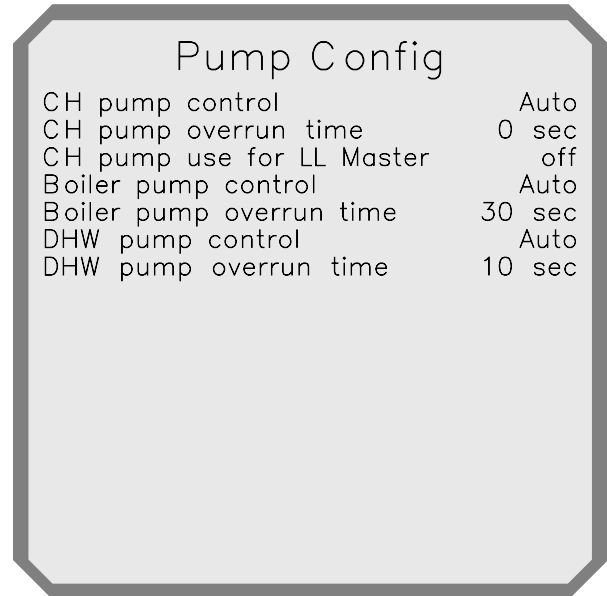 Pump Config
CH pump control Auto
CH pump overrun time 0 sec
CH pump use for LL Master off
Boiler pump control Auto
Boiler pump overrun time 30 sec
DHW pump control Auto
DHW pump overrun time 10 sec